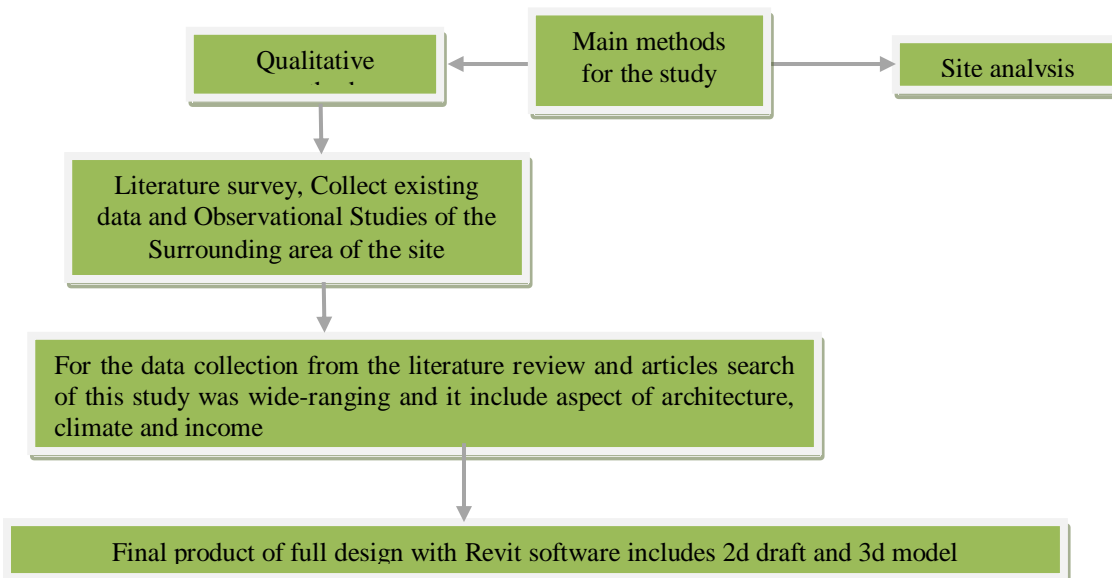 Main methods
for the study
Qualitative
Site analysis
Literature survey, Collect existing
data and Observational Studies of the
Surrounding area of the site
For the data collection from the literature review and articles search
of this study was wide-ranging and it include aspect of architecture,
climate and income
Final product of full design with Revit software includes 2d draft and 3d model